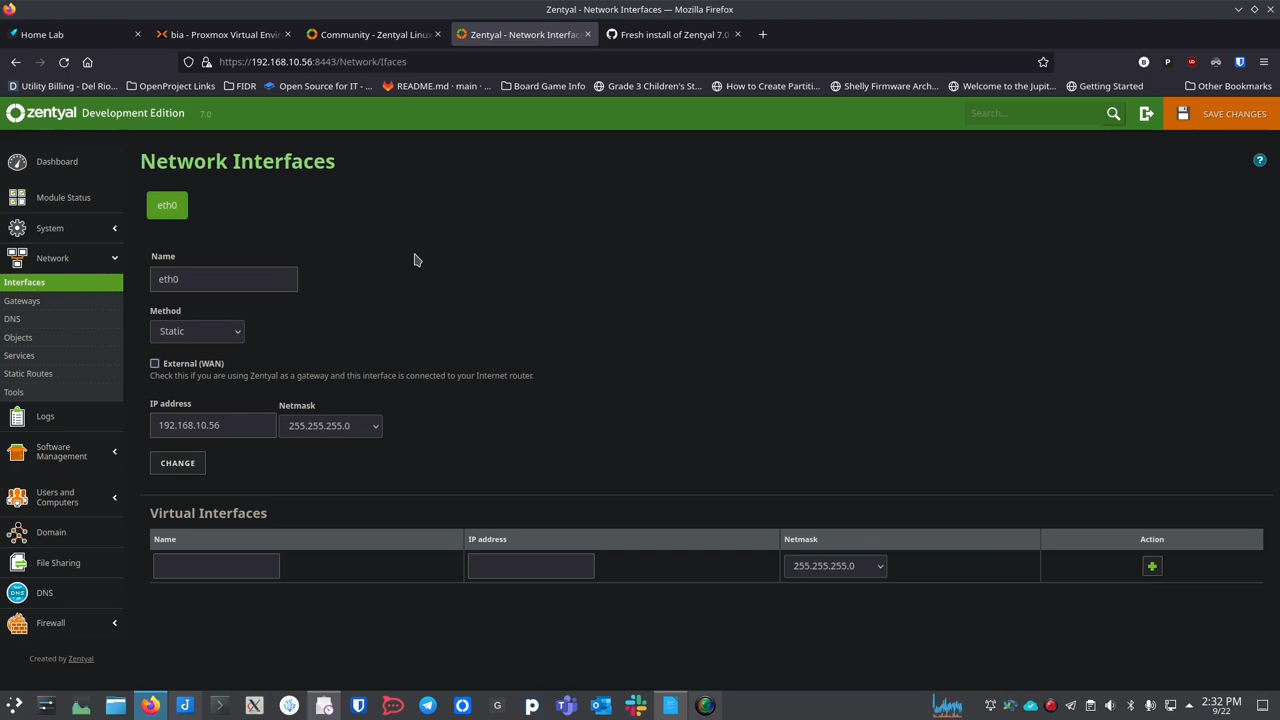 Zentyal - Network Interfaces — Mozilla Firefox
Home Lab
bia - Proxmox Virtual Envir
Community - Zentyal Linu
Zentyal - Network Interfac
Fresh install of Zentyal 7.0
https://192.168.10.56:8443/Network/Ifaces
Utility Billing - Del Rio...
OpenProject Links
FIDR
Open Source for IT - ...
README.md · main · ...
Board Game Info
Grade 3 Children's St...
How to Create Partiti...
Shelly Firmware Arch...
Welcome to the Jupit...
Getting Started
Other Bookmarks
zentyal Development Edition 7.0
Search...
SAVE CHANGES
Dashboard
Module Status
System
Network
Interfaces
Gateways
DNS
Objects
Services
Static Routes
Tools
Logs
Software
Management
Users and
Computers
Domain
File Sharing
DNS
Firewall
Created by Zentyal
Network Interfaces
?
eth0
Name
eth0
Method
Static
External (WAN)
Check this if you are using Zentyal as a gateway and this interface is connected to your Internet router.
IP address
Netmask
192.168.10.56
255.255.255.0
CHANGE
Virtual Interfaces
Name
IP address
Netmask
Action
255.255.255.0
2:32 PM
9/22